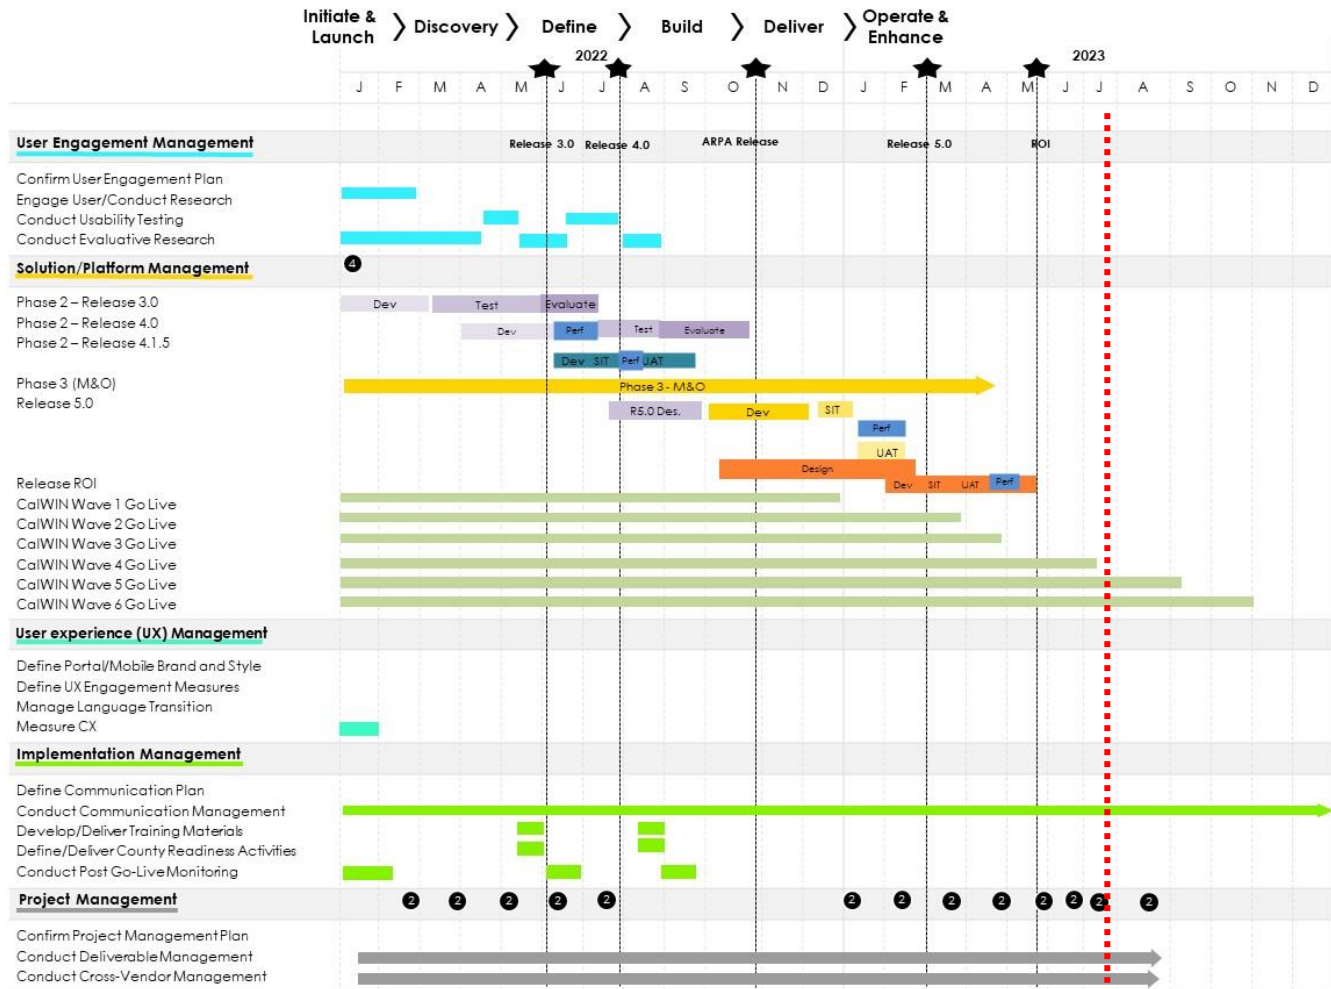 Initiate & Launch
Discovery
Define
Build
Deliver
Operate & Enhance
2022
2023
J F M A M J J A S O N D J F M A M J J A S O N D
User Engagement Management
Release 3.0
Release 4.0
ARPA Release
Release 5.0
ROI
Confirm User Engagement Plan
Engage User/Conduct Research
Conduct Usability Testing
Conduct Evaluative Research
Solution/Platform Management
4
Phase 2 – Release 3.0
Dev Test Evaluate
Phase 2 – Release 4.0
Dev Perf Test Evaluate
Phase 2 – Release 4.1.5
Dev SIT Perf UAT
Phase 3 (M&O)
Phase 3 - M&O
Release 5.0
R5.0 Des. Dev SIT
Perf
UAT
Design
Release ROI
Dev SIT UAT Perf
CalWIN Wave 1 Go Live
CalWIN Wave 2 Go Live
CalWIN Wave 3 Go Live
CalWIN Wave 4 Go Live
CalWIN Wave 5 Go Live
CalWIN Wave 6 Go Live
User experience (UX) Management
Define Portal/Mobile Brand and Style
Define UX Engagement Measures
Manage Language Transition
Measure CX
Implementation Management
Define Communication Plan
Conduct Communication Management
Develop/Deliver Training Materials
Define/Deliver County Readiness Activities
Conduct Post Go-Live Monitoring
Project Management
2 2 2 2 2 2 2 2 2 2 2 2 2
Confirm Project Management Plan
Conduct Deliverable Management
Conduct Cross-Vendor Management